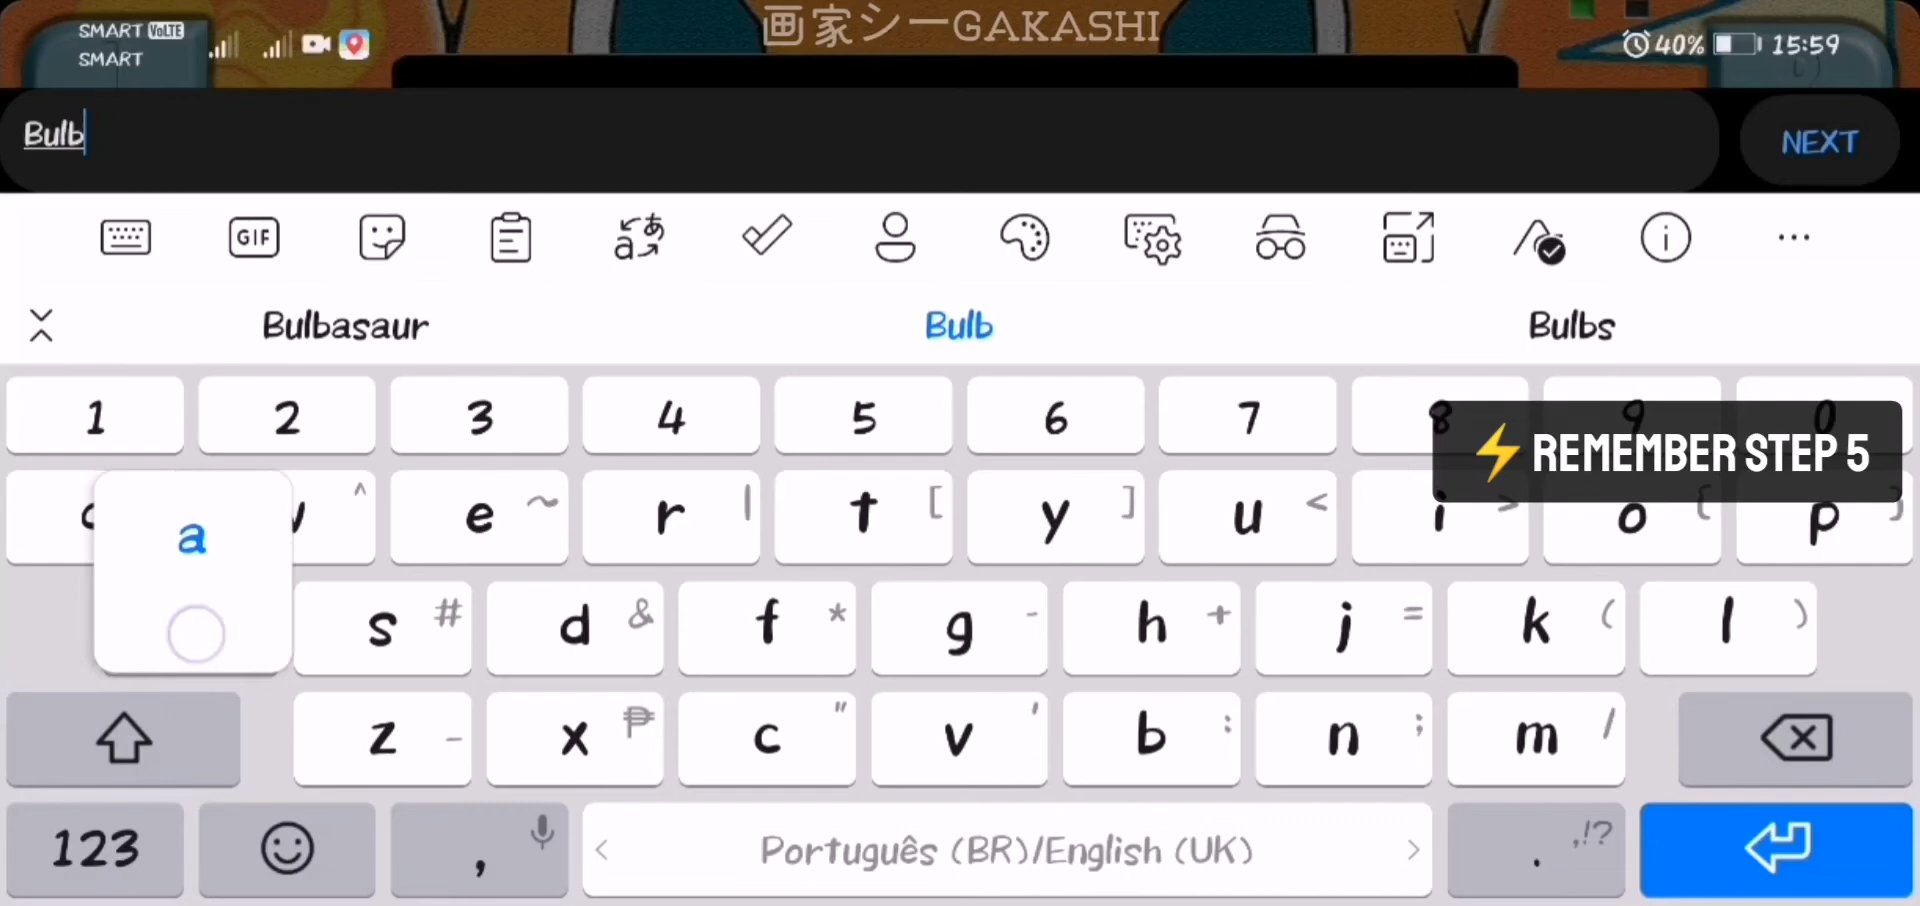 画家シーGAKASHI
SMART VoLTE
SMART
40% 15:59
Bulb
NEXT
GIF
Bulbasaur Bulb Bulbs
1 2 3 4 5 6 7 8 9 0
⚡ REMEMBER STEP 5
^ e ~ r | t [ y ] u < i > o { p }
a
s # d & f * g - h + j = k ( l )
z - x ₱ c " v ' b : n ; m /
123 , < Português (BR)/English (UK) > . ,!?